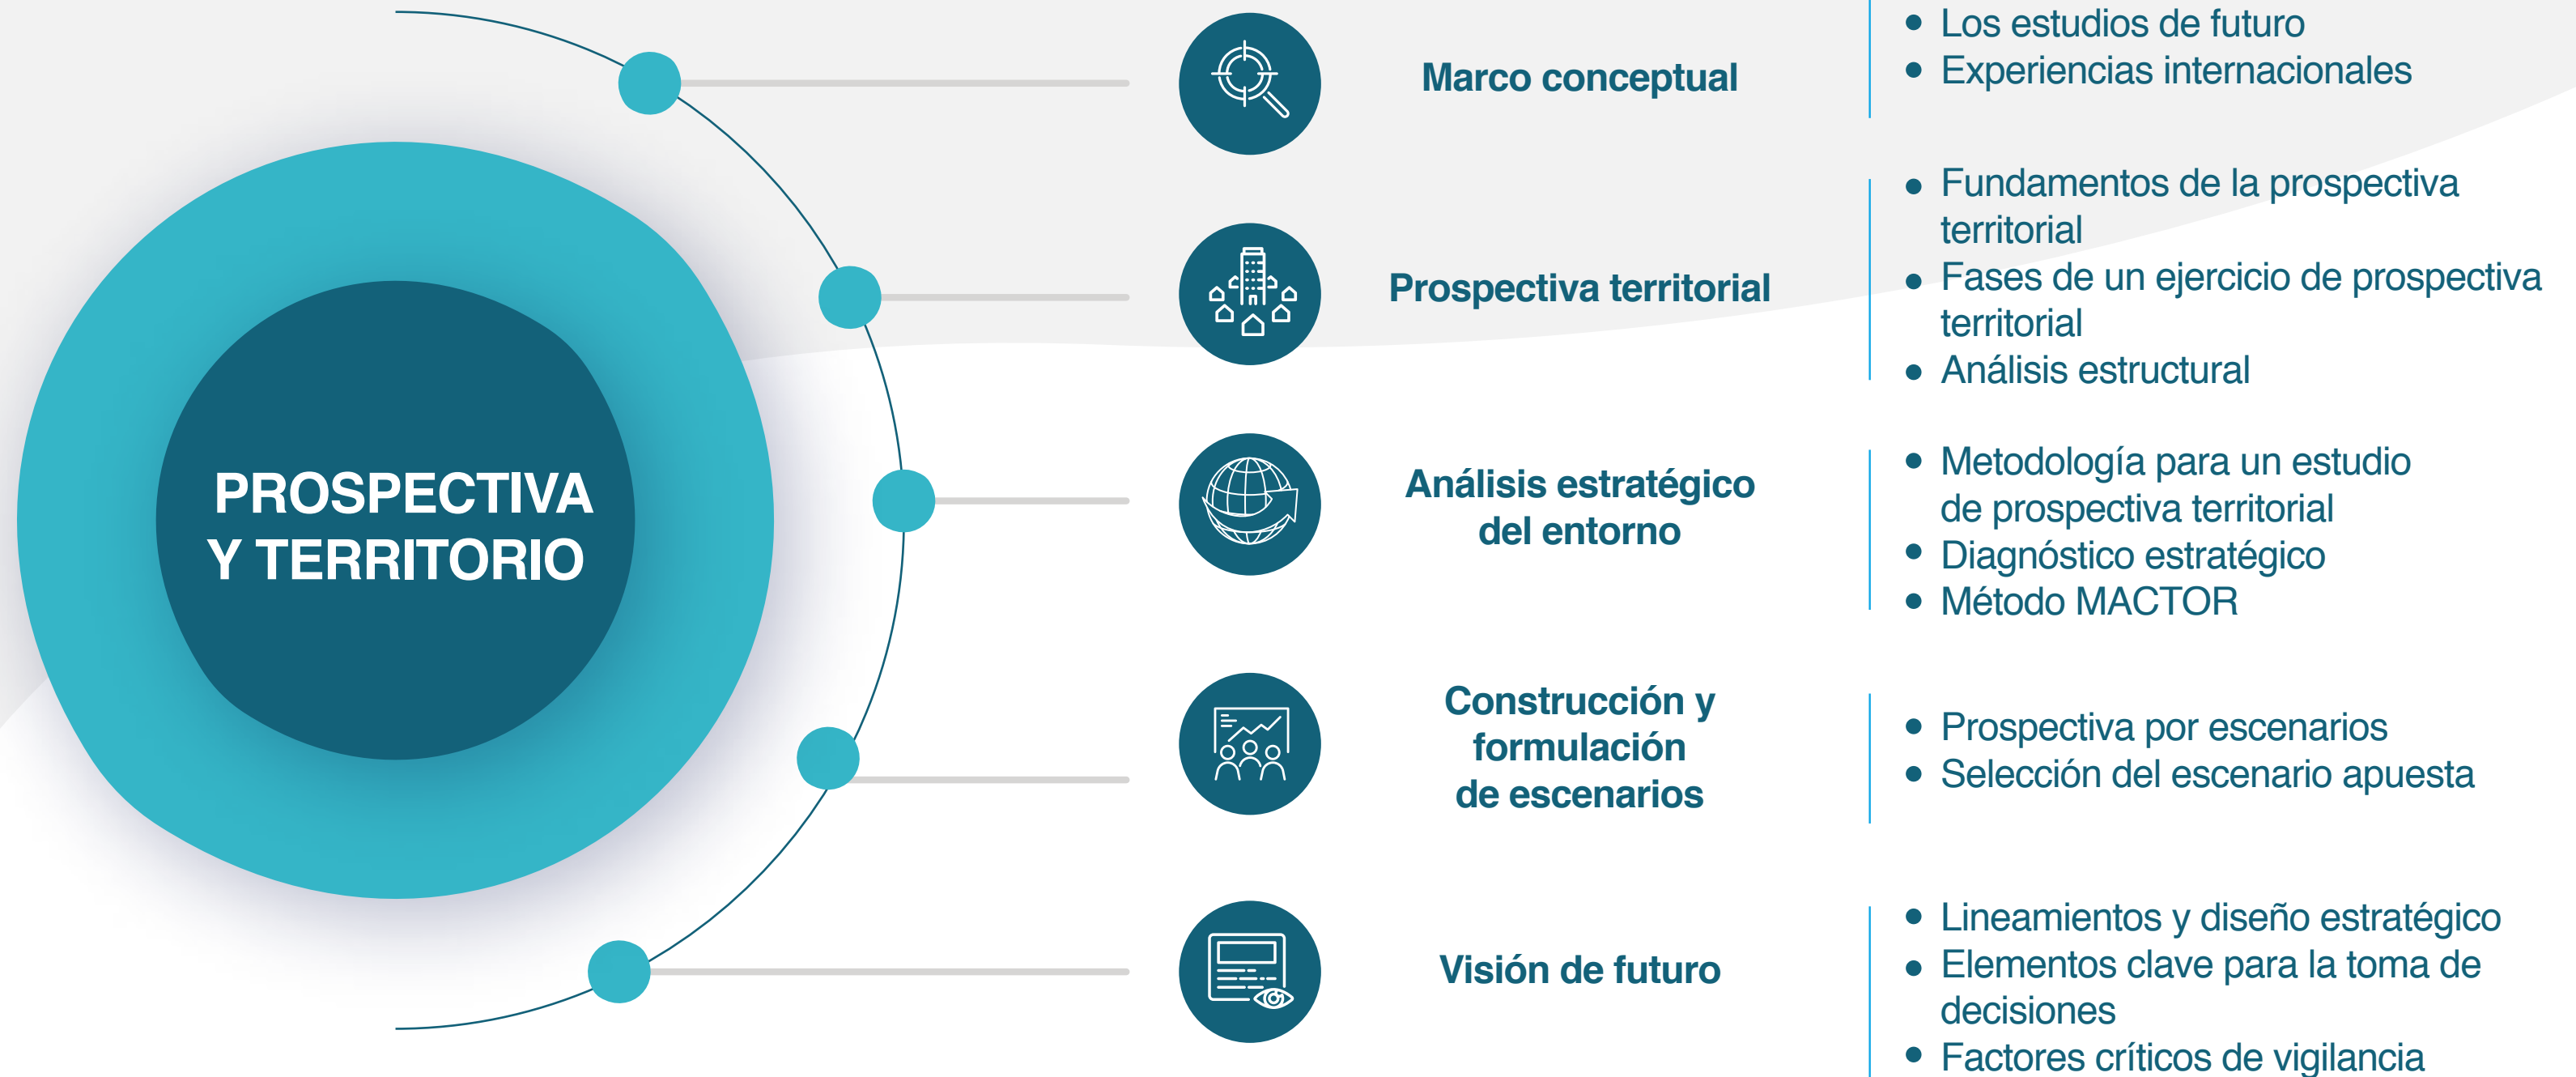 PROSPECTIVA
Y TERRITORIO
Marco conceptual
• Los estudios de futuro
• Experiencias internacionales
Prospectiva territorial
• Fundamentos de la prospectiva
territorial
• Fases de un ejercicio de prospectiva
territorial
• Análisis estructural
Análisis estratégico
del entorno
• Metodología para un estudio
de prospectiva territorial
• Diagnóstico estratégico
• Método MACTOR
Construcción y
formulación
de escenarios
• Prospectiva por escenarios
• Selección del escenario apuesta
Visión de futuro
• Lineamientos y diseño estratégico
• Elementos clave para la toma de
decisiones
• Factores críticos de vigilancia